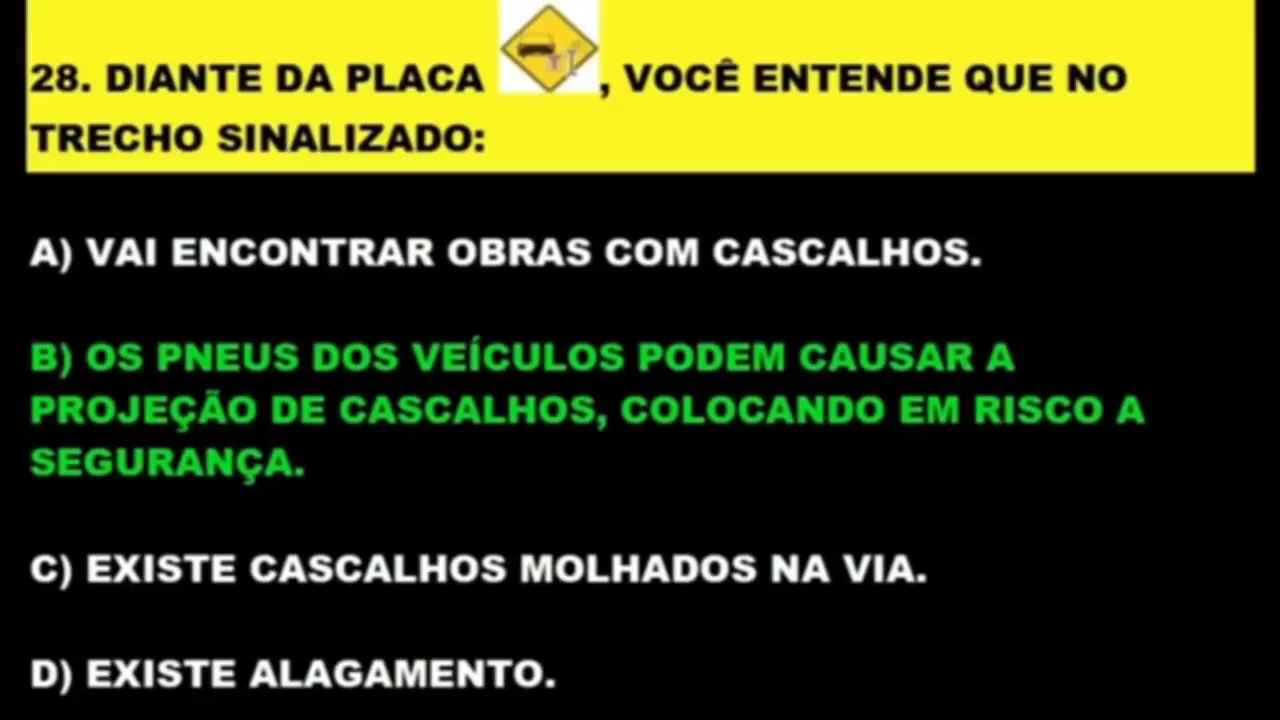 28. DIANTE DA PLACA , VOCÊ ENTENDE QUE NO
TRECHO SINALIZADO:
A) VAI ENCONTRAR OBRAS COM CASCALHOS.
B) OS PNEUS DOS VEÍCULOS PODEM CAUSAR A
PROJEÇÃO DE CASCALHOS, COLOCANDO EM RISCO A
SEGURANÇA.
C) EXISTE CASCALHOS MOLHADOS NA VIA.
D) EXISTE ALAGAMENTO.